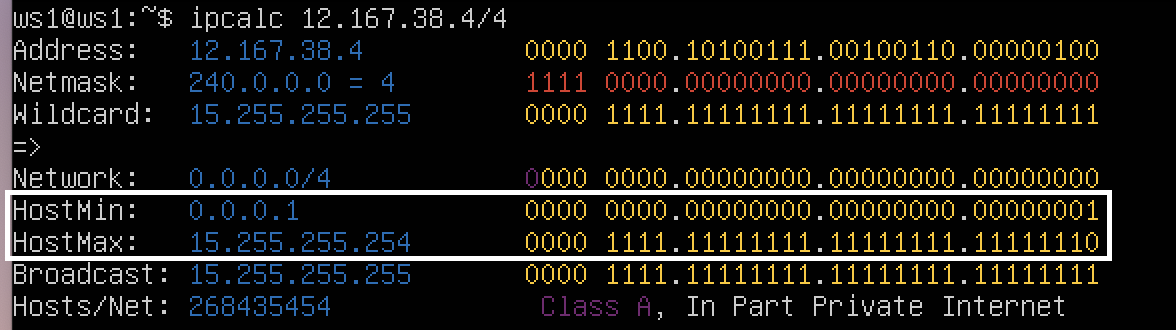 ws1@ws1:~$ ipcalc 12.167.38.4/4
Address: 12.167.38.4 0000 1100.10100111.00100110.00000100
Netmask: 240.0.0.0 = 4 1111 0000.00000000.00000000.00000000
Wildcard: 15.255.255.255 0000 1111.11111111.11111111.11111111
=>
Network: 0.0.0.0/4 0000 0000.00000000.00000000.00000000
HostMin: 0.0.0.1 0000 0000.00000000.00000000.00000001
HostMax: 15.255.255.254 0000 1111.11111111.11111111.11111110
Broadcast: 15.255.255.255 0000 1111.11111111.11111111.11111111
Hosts/Net: 268435454 Class A, In Part Private Internet